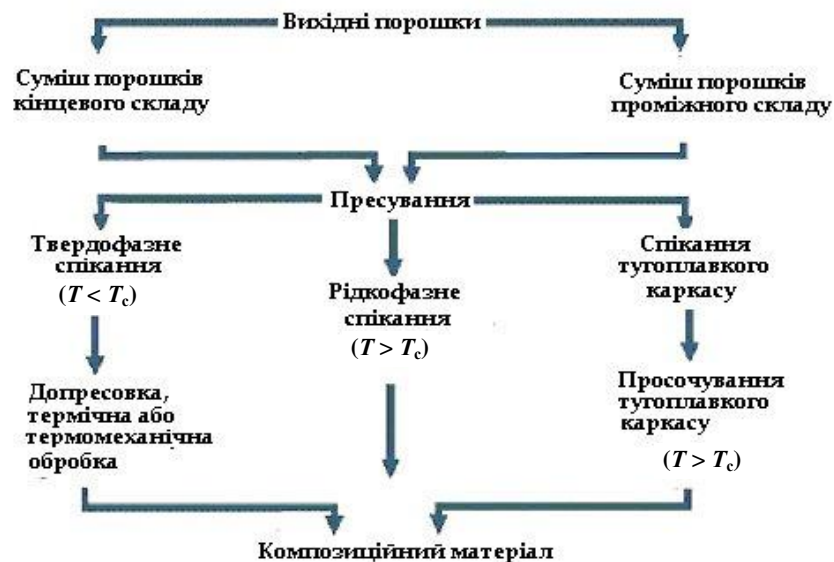 Вихідні порошки
Суміш порошків
кінцевого складу
Суміш порошків
проміжного складу
Пресування
Твердофазне
спікання
(T < Tc)
Рідкофазне
спікання
(T > Tc)
Спікання
тугоплавкого
каркасу
Допресовка,
термічна або
термомеханічна
обробка
Просочування
тугоплавкого
каркасу
(T > Tc)
Композиційний матеріал